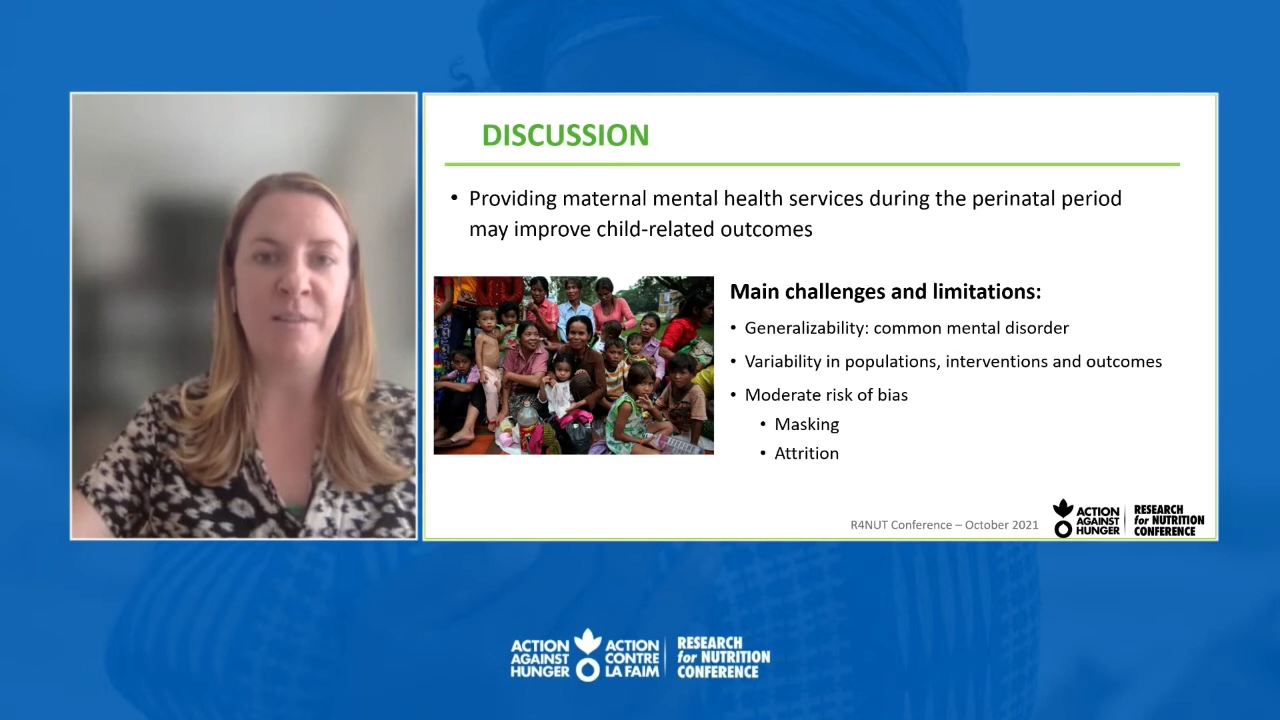 DISCUSSION
• Providing maternal mental health services during the perinatal period
may improve child-related outcomes
Main challenges and limitations:
• Generalizability: common mental disorder
• Variability in populations, interventions and outcomes
• Moderate risk of bias
• Masking
• Attrition
R4NUT Conference – October 2021
ACTION
AGAINST
HUNGER
RESEARCH
for NUTRITION
CONFERENCE
ACTION
AGAINST
HUNGER
ACTION
CONTRE
LA FAIM
RESEARCH
for NUTRITION
CONFERENCE